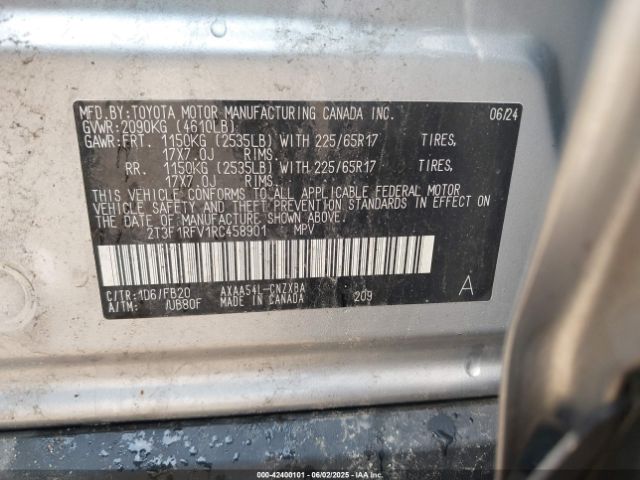 MFD.BY:TOYOTA MOTOR MANUFACTURING CANADA INC. 06/24
GVWR:2090KG (4610LB)
GAWR:FRT. 1150KG (2535LB) WITH 225/65R17 TIRES,
17X7.0J RIMS.
RR. 1150KG (2535LB) WITH 225/65R17 TIRES,
17X7.0J RIMS.
THIS VEHICLE CONFORMS TO ALL APPLICABLE FEDERAL MOTOR
VEHICLE SAFETY AND THEFT PREVENTION STANDARDS IN EFFECT ON
THE DATE OF MANUFACTURE SHOWN ABOVE.
2T3F1RFV1RC458901 MPV
C/TR:1D6/FB20 AXAA54L-CNZXBA 209 A
A/TM: /UB80F MADE IN CANADA
000-42400101 - 06/02/2025 - IAAI.COM